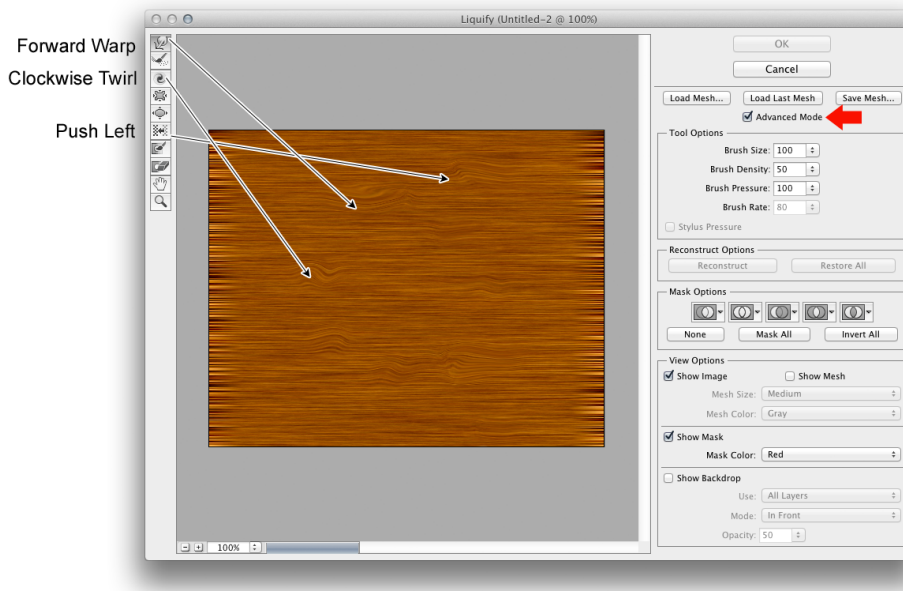 Liquify (Untitled-2 @ 100%)
Forward Warp
Clockwise Twirl
Push Left
OK
Cancel
Load Mesh...
Load Last Mesh
Save Mesh...
Advanced Mode
Tool Options
Brush Size: 100
Brush Density: 50
Brush Pressure: 100
Brush Rate: 80
Stylus Pressure
Reconstruct Options
Reconstruct
Restore All
Mask Options
None
Mask All
Invert All
View Options
Show Image
Show Mesh
Mesh Size: Medium
Mesh Color: Gray
Show Mask
Mask Color: Red
Show Backdrop
Use: All Layers
Mode: In Front
Opacity: 50
100%